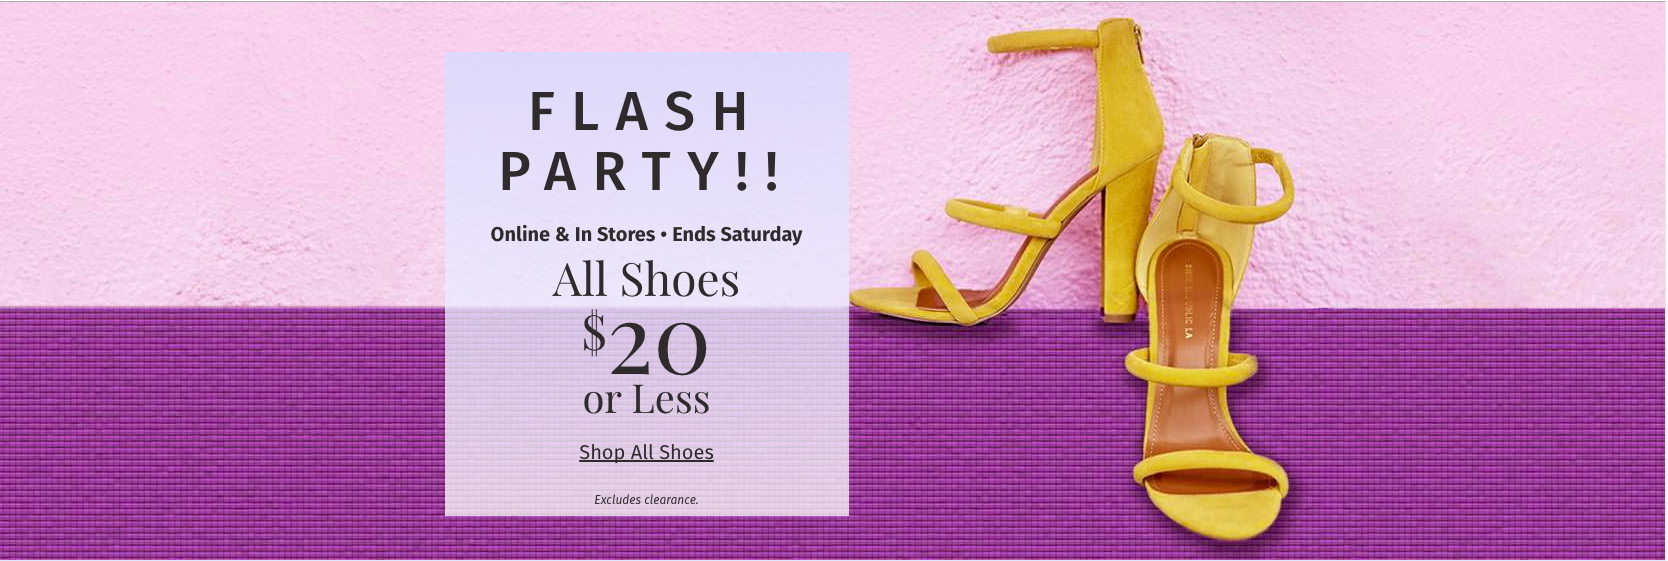 FLASH
PARTY!!
Online & In Stores • Ends Saturday
All Shoes
$20
or Less
Shop All Shoes
Excludes clearance.